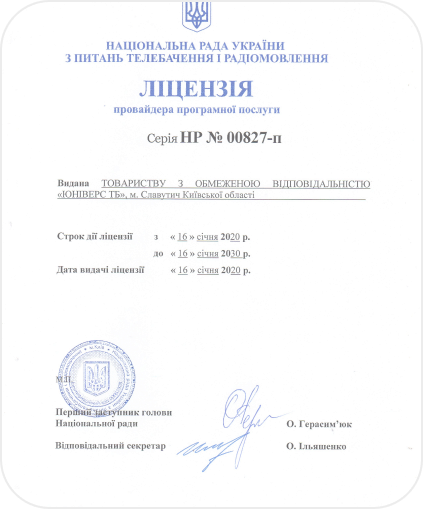 НАЦІОНАЛЬНА РАДА УКРАЇНИ
З ПИТАНЬ ТЕЛЕБАЧЕННЯ І РАДІОМОВЛЕННЯ
ЛІЦЕНЗІЯ
провайдера програмної послуги
Серія НР № 00827-п
Видана ТОВАРИСТВУ З ОБМЕЖЕНОЮ ВІДПОВІДАЛЬНІСТЮ
«ЮНІВЕРС ТБ», м. Славутич Київської області
Строк дії ліцензії з « 16 » січня 2020 р.
до « 16 » січня 2030 р.
Дата видачі ліцензії « 16 » січня 2020 р.
М.П.
Перший заступник голови
Національної ради О. Герасим'юк
Відповідальний секретар О. Ільяшенко